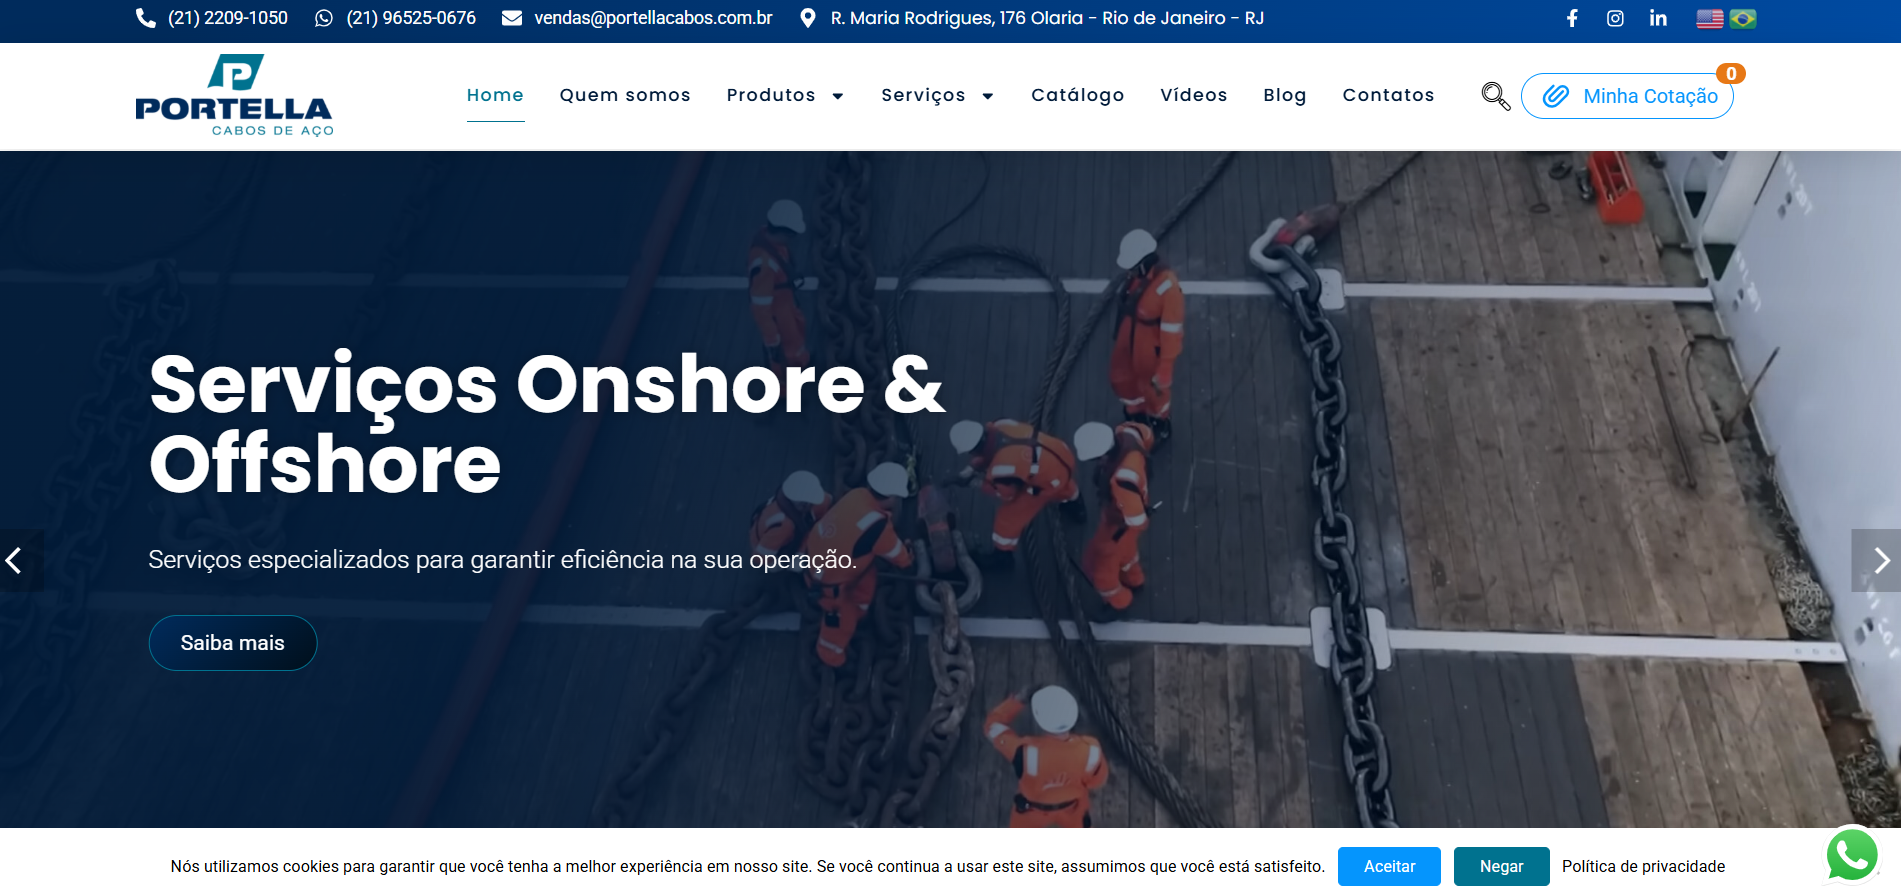 (21) 2209-1050 (21) 96525-0676 vendas@portellacabos.com.br R. Maria Rodrigues, 176 Olaria - Rio de Janeiro - RJ
PORTELLA
CABOS DE AÇO
Home Quem somos Produtos Serviços Catálogo Vídeos Blog Contatos
0
Minha Cotação
Serviços Onshore &
Offshore
Serviços especializados para garantir eficiência na sua operação.
Saiba mais
Nós utilizamos cookies para garantir que você tenha a melhor experiência em nosso site. Se você continua a usar este site, assumimos que você está satisfeito. Aceitar Negar Política de privacidade